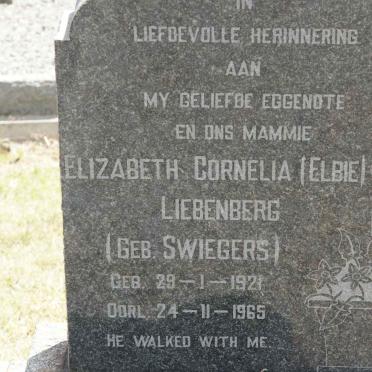 IN
LIEFDEVOLLE HERINNERING
AAN
MY GELIEFDE EGGENOTE
EN ONS MAMMIE
ELIZABETH CORNELIA (ELBIE)
LIEBENBERG
(GEB. SWIEGERS)
GEB. 29-1-1921
OORL. 24-11-1965
HE WALKED WITH ME.